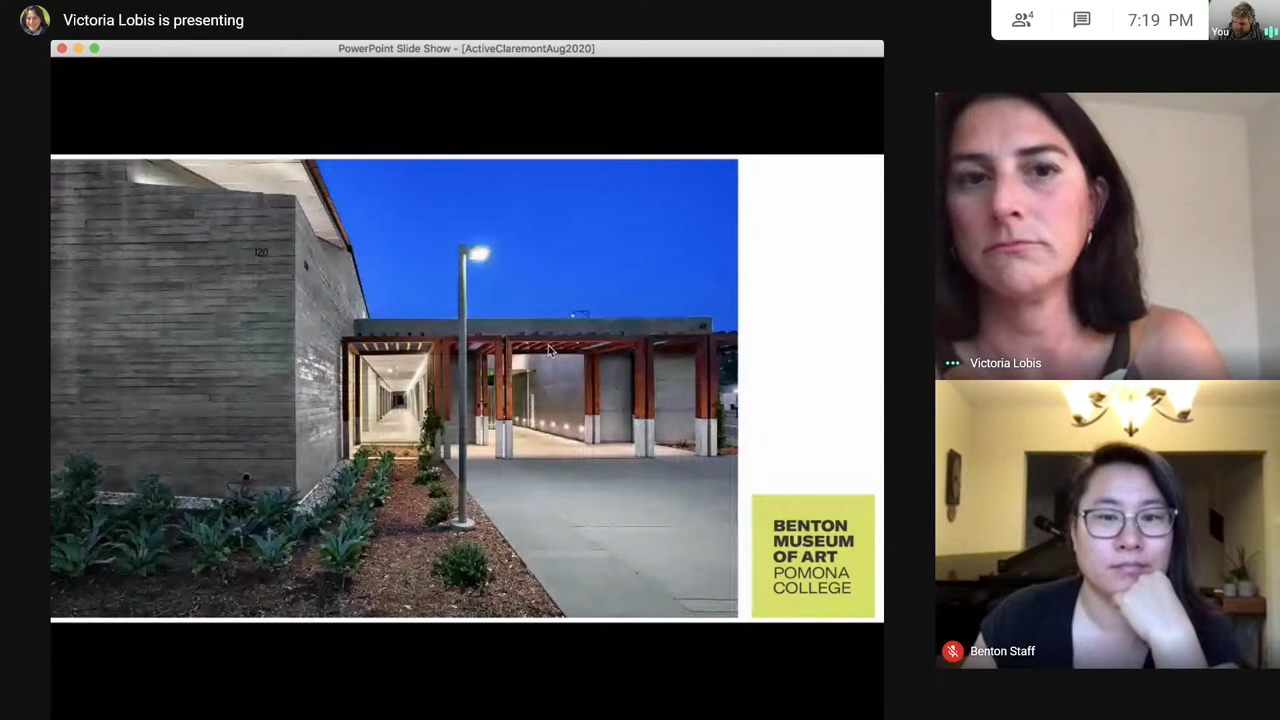 Victoria Lobis is presenting
4
7:19 PM
You
PowerPoint Slide Show - [ActiveClaremontAug2020]
120
BENTON
MUSEUM
OF ART
POMONA
COLLEGE
Victoria Lobis
Benton Staff